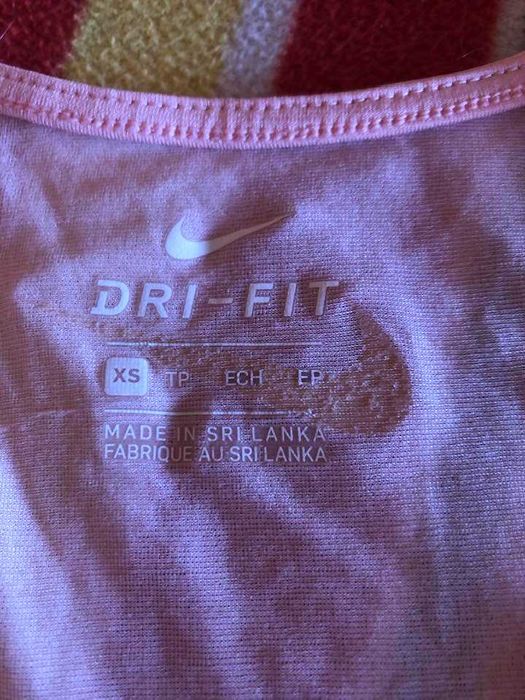 DRI-FIT
XS TP ECH EP
MADE IN SRI LANKA
FABRIQUE AU SRI LANKA